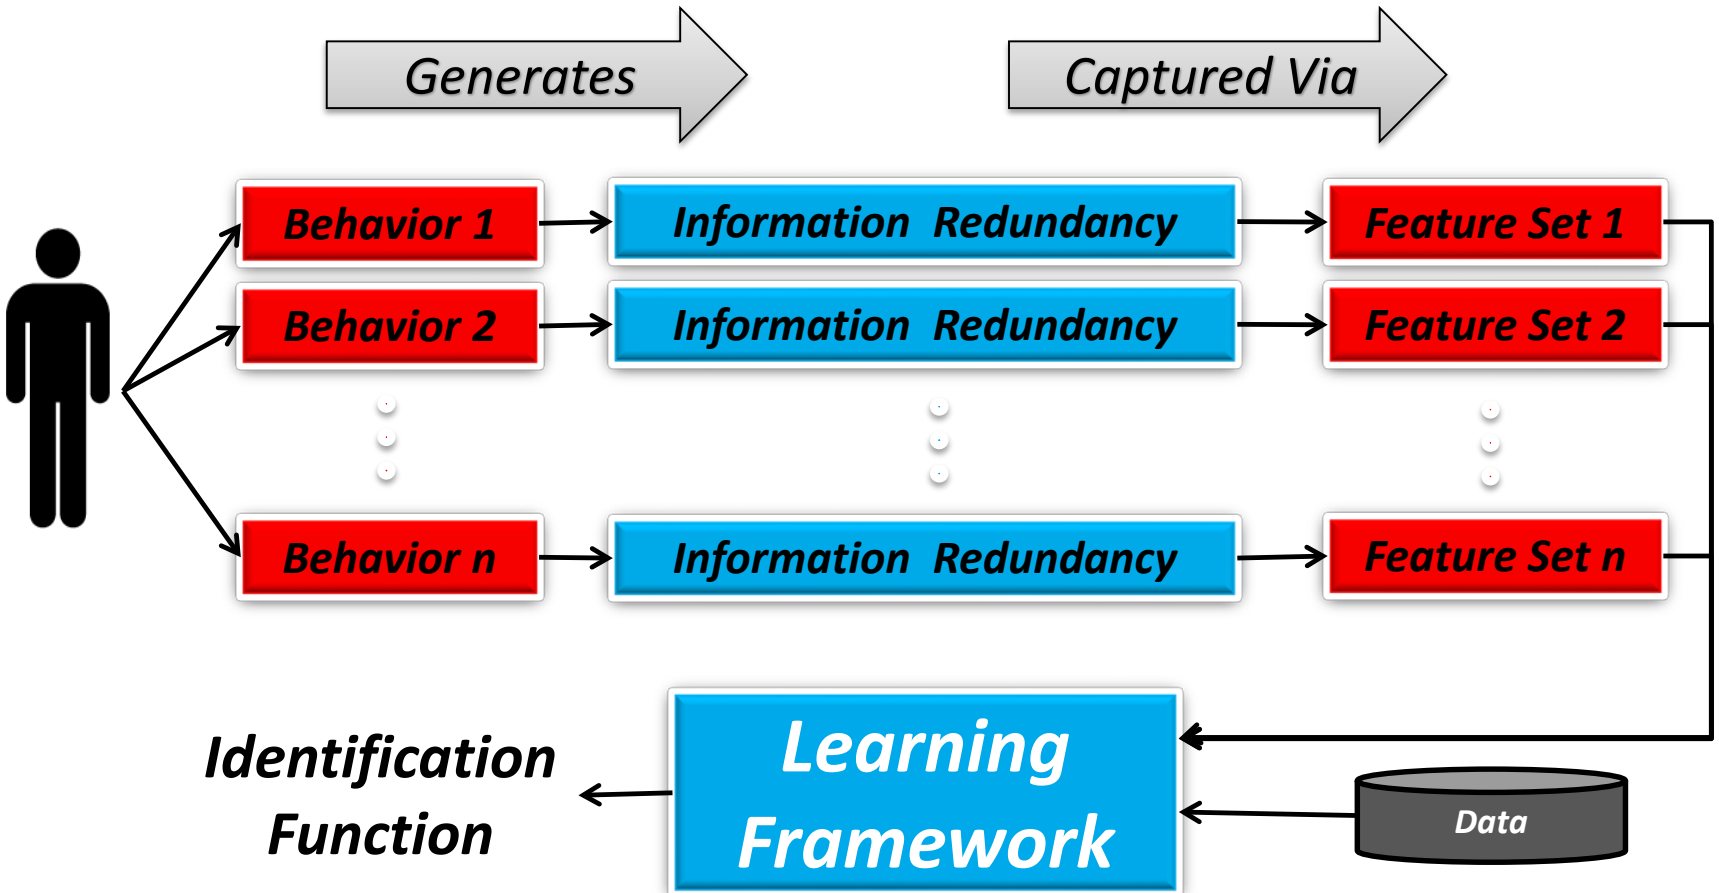 Generates
Captured Via
Behavior 1
Information Redundancy
Feature Set 1
Behavior 2
Information Redundancy
Feature Set 2
Behavior n
Information Redundancy
Feature Set n
Identification
Function
Learning
Framework
Data